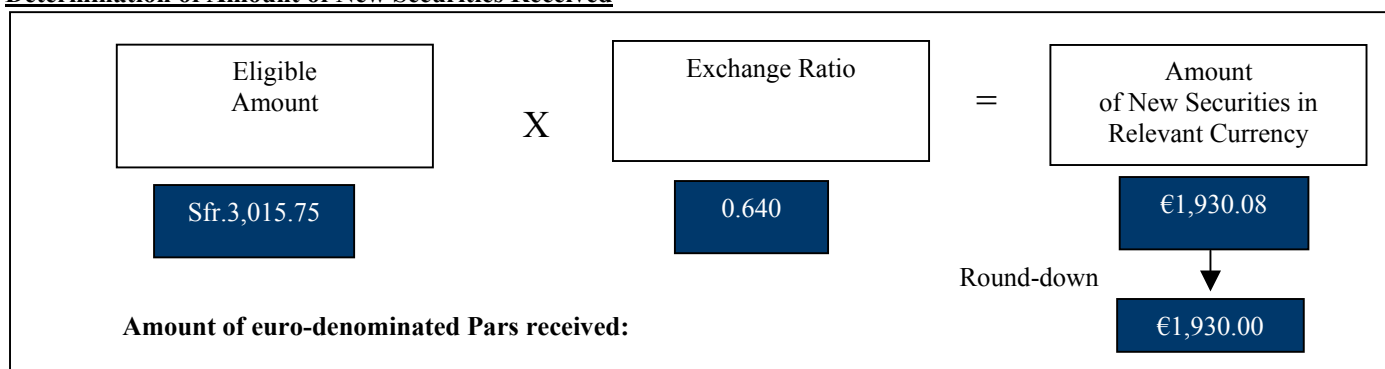 Determination of Amount of New Securities Received
Eligible
Amount
X
Exchange Ratio
=
Amount
of New Securities in
Relevant Currency
Sfr.3,015.75
0.640
€1,930.08
Round-down
Amount of euro-denominated Pars received:
€1,930.00